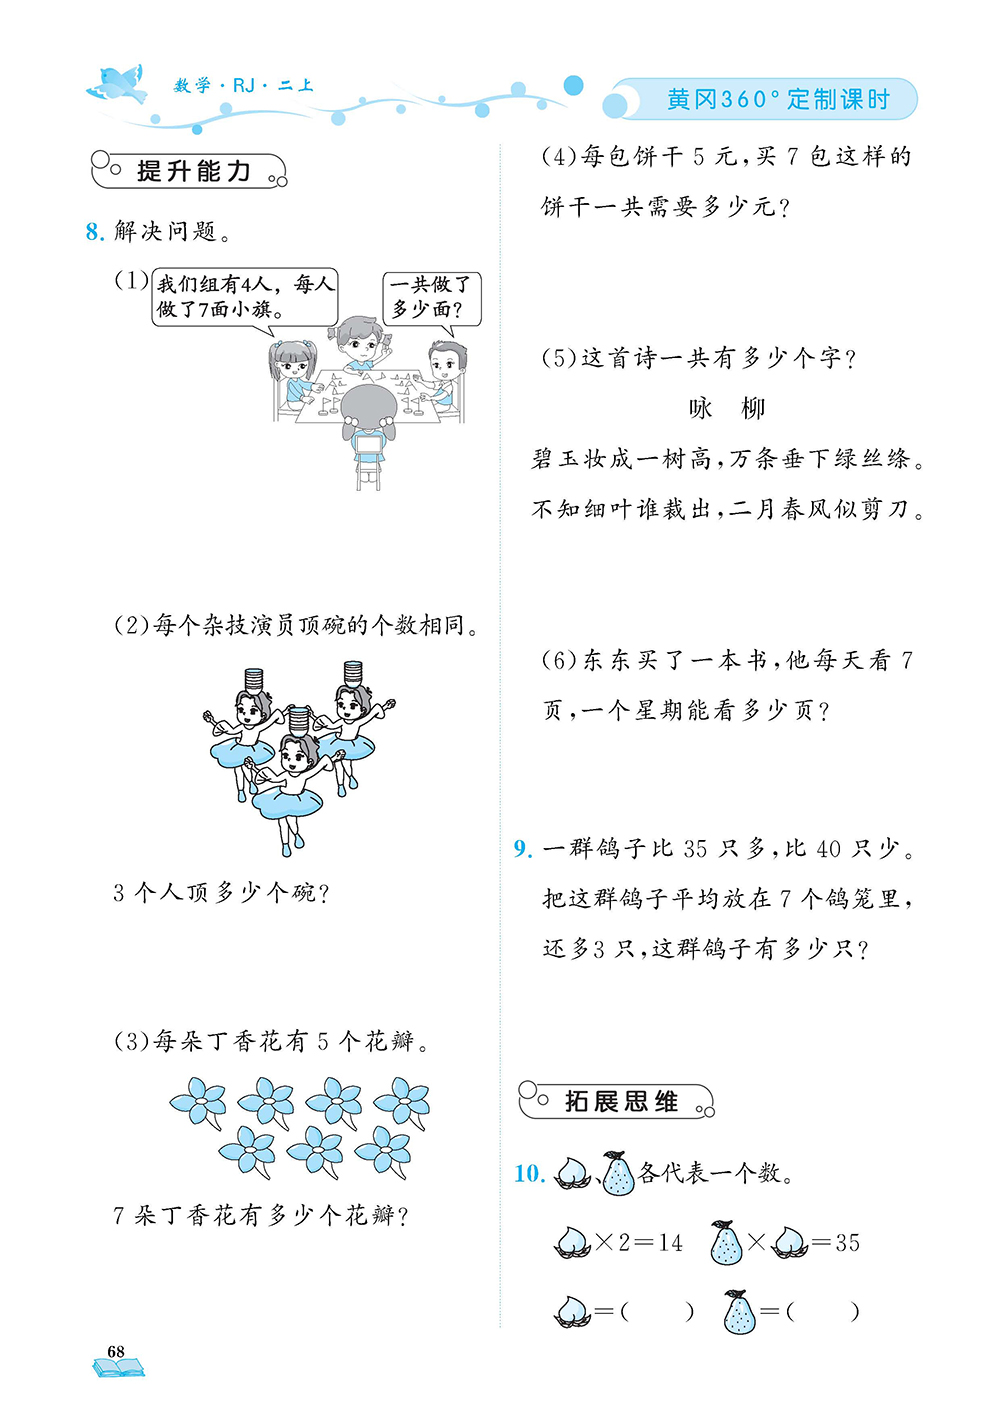 数学·RJ·二上
黄冈360°定制课时
提升能力
8. 解决问题。
(1) 我们组有4人，每人
做了7面小旗。
一共做了
多少面？
(2)每个杂技演员顶碗的个数相同。
3 个人顶多少个碗？
(3)每朵丁香花有 5 个花瓣。
7 朵丁香花有多少个花瓣？
(4)每包饼干 5 元，买 7 包这样的
饼干一共需要多少元？
(5)这首诗一共有多少个字？
咏 柳
碧玉妆成一树高，万条垂下绿丝绦。
不知细叶谁裁出，二月春风似剪刀。
(6)东东买了一本书，他每天看 7
页，一个星期能看多少页？
9. 一群鸽子比 35 只多，比 40 只少。
把这群鸽子平均放在 7 个鸽笼里，
还多3 只，这群鸽子有多少只？
拓展思维
10. 、 各代表一个数。
×2=14 × =35
=( ) =( )
68